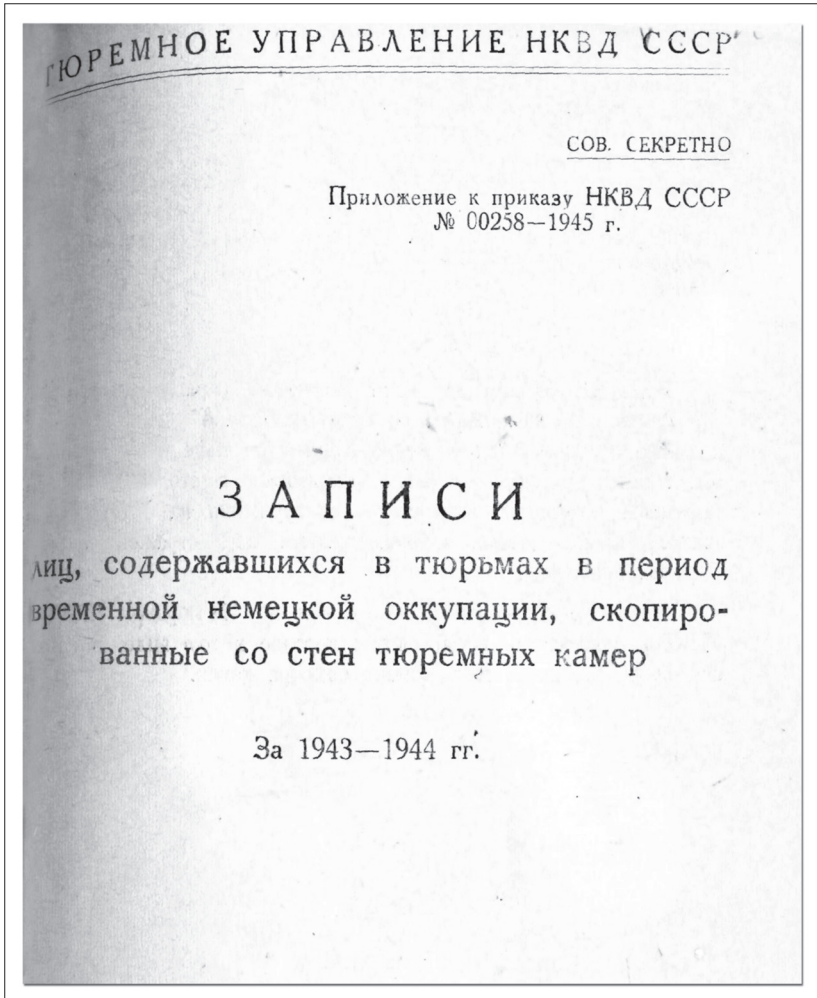 ТЮРЕМНОЕ УПРАВЛЕНИЕ НКВД СССР
СОВ. СЕКРЕТНО
Приложение к приказу НКВД СССР
№ 00258—1945 г.
ЗАПИСИ
лиц, содержавшихся в тюрьмах в период
временной немецкой оккупации, скопиро-
ванные со стен тюремных камер
За 1943—1944 гг.